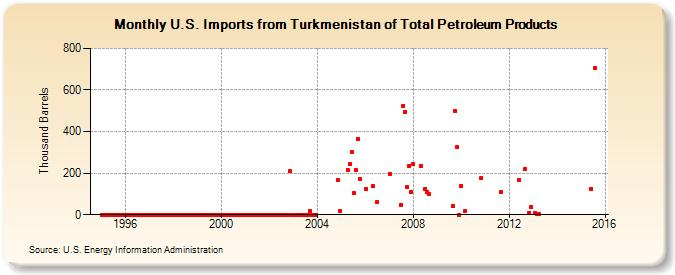 Monthly U.S. Imports from Turkmenistan of Total Petroleum Products
Thousand Barrels
800
600
400
200
0
1996 2000 2004 2008 2012 2016
Source: U.S. Energy Information Administration